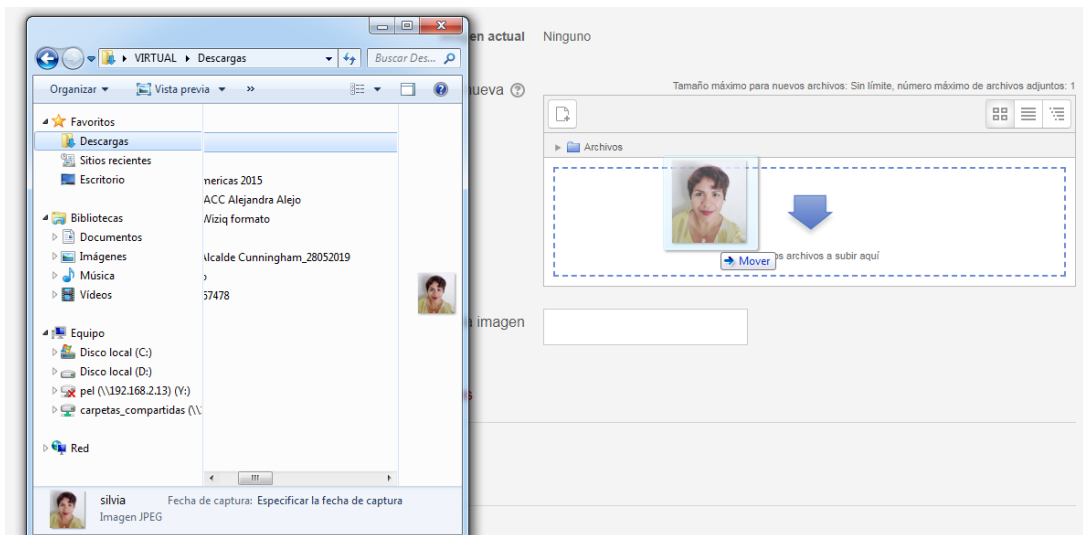 en actual Ninguno
VIRTUAL Descargas
Buscar Des...
Organizar Vista previa »
nueva
Tamaño máximo para nuevos archivos: Sin límite, número máximo de archivos adjuntos: 1
Favoritos
Descargas
Sitios recientes
Escritorio
Bibliotecas
Documentos
Imágenes
Música
Vídeos
Equipo
Disco local (C:)
Disco local (D:)
pel (\\192.168.2.13) (Y:)
carpetas_compartidas (\\
Red
mericas 2015
ACC Alejandra Alejo
Wiziq formato
Alcalde Cunningham_28052019
57478
silvia Fecha de captura: Especificar la fecha de captura
Imagen JPEG
Archivos
Mover
os archivos a subir aquí
a imagen